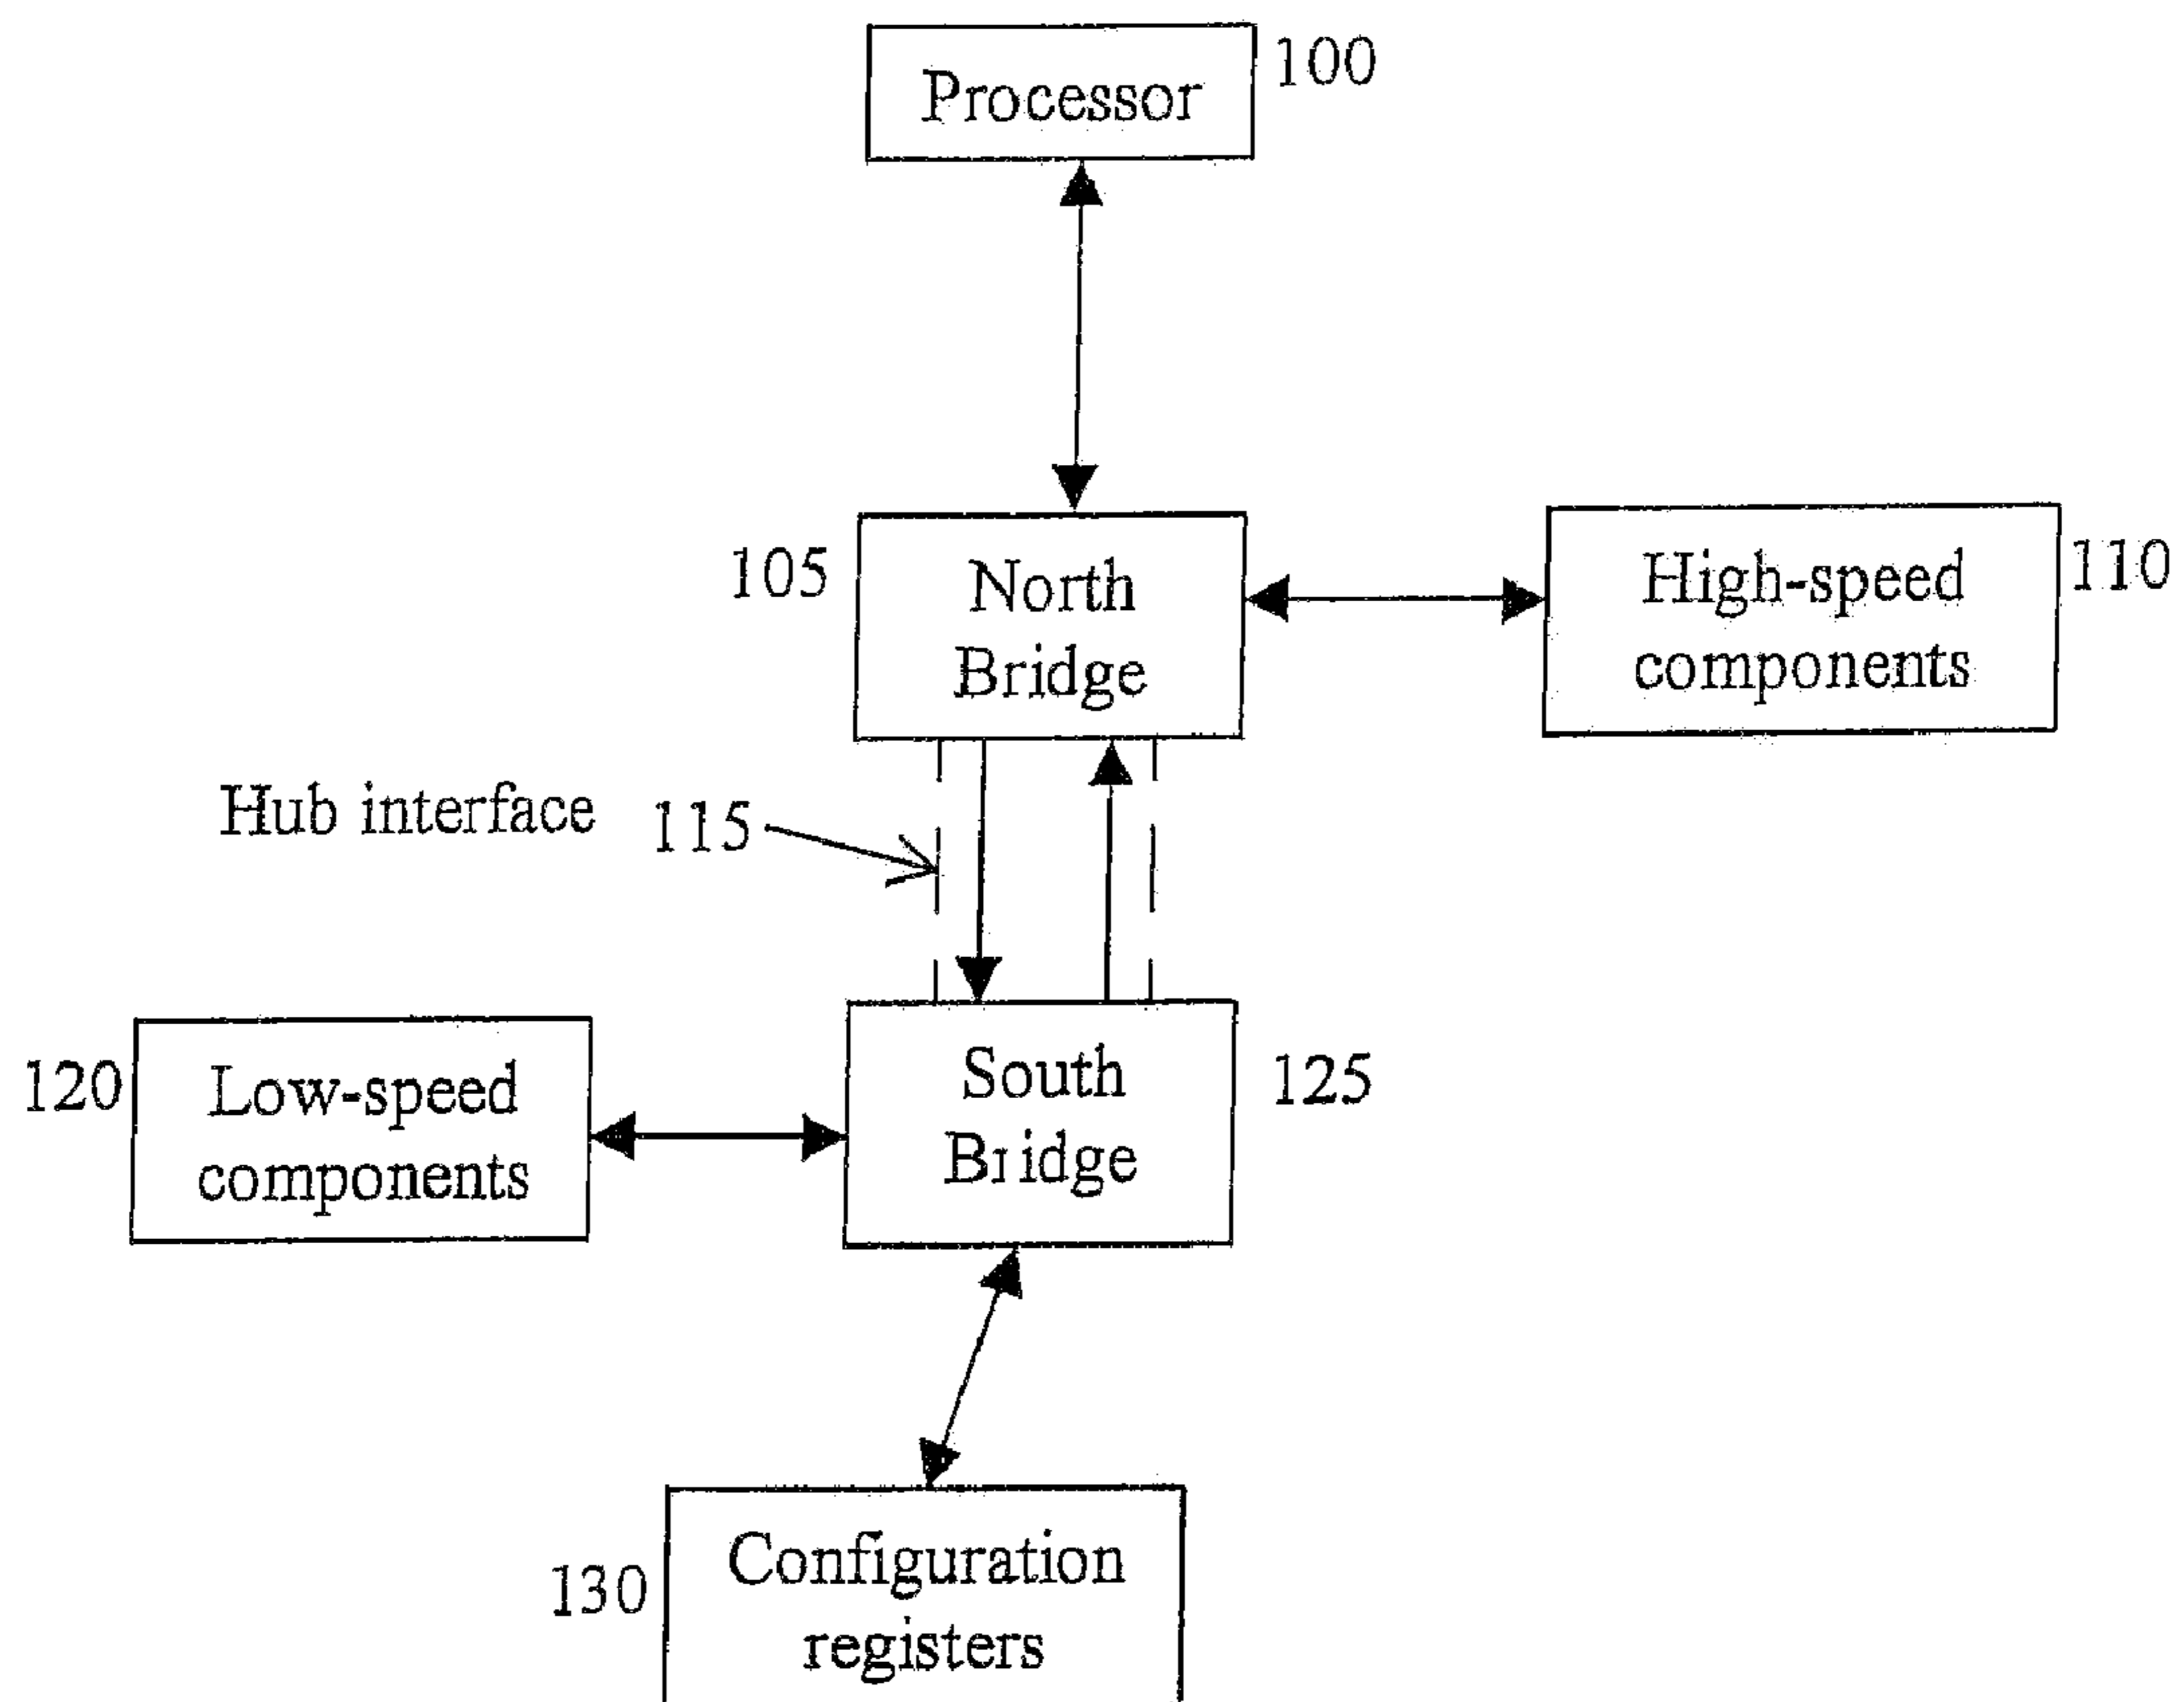 Processor
100
105
North
Bridge
High-speed
components
110
Hub interface
115
120
Low-speed
components
South
Bridge
125
130
Configuration
registers